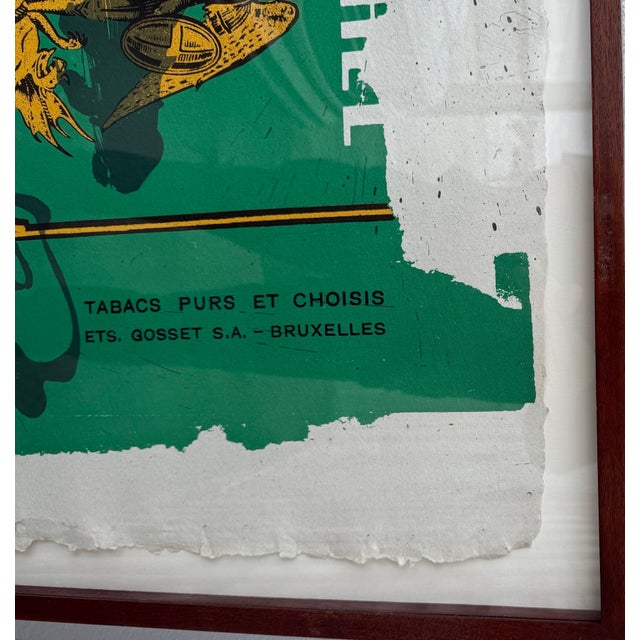 TABACS PURS ET CHOISIS
ETS. GOSSET S.A. – BRUXELLES